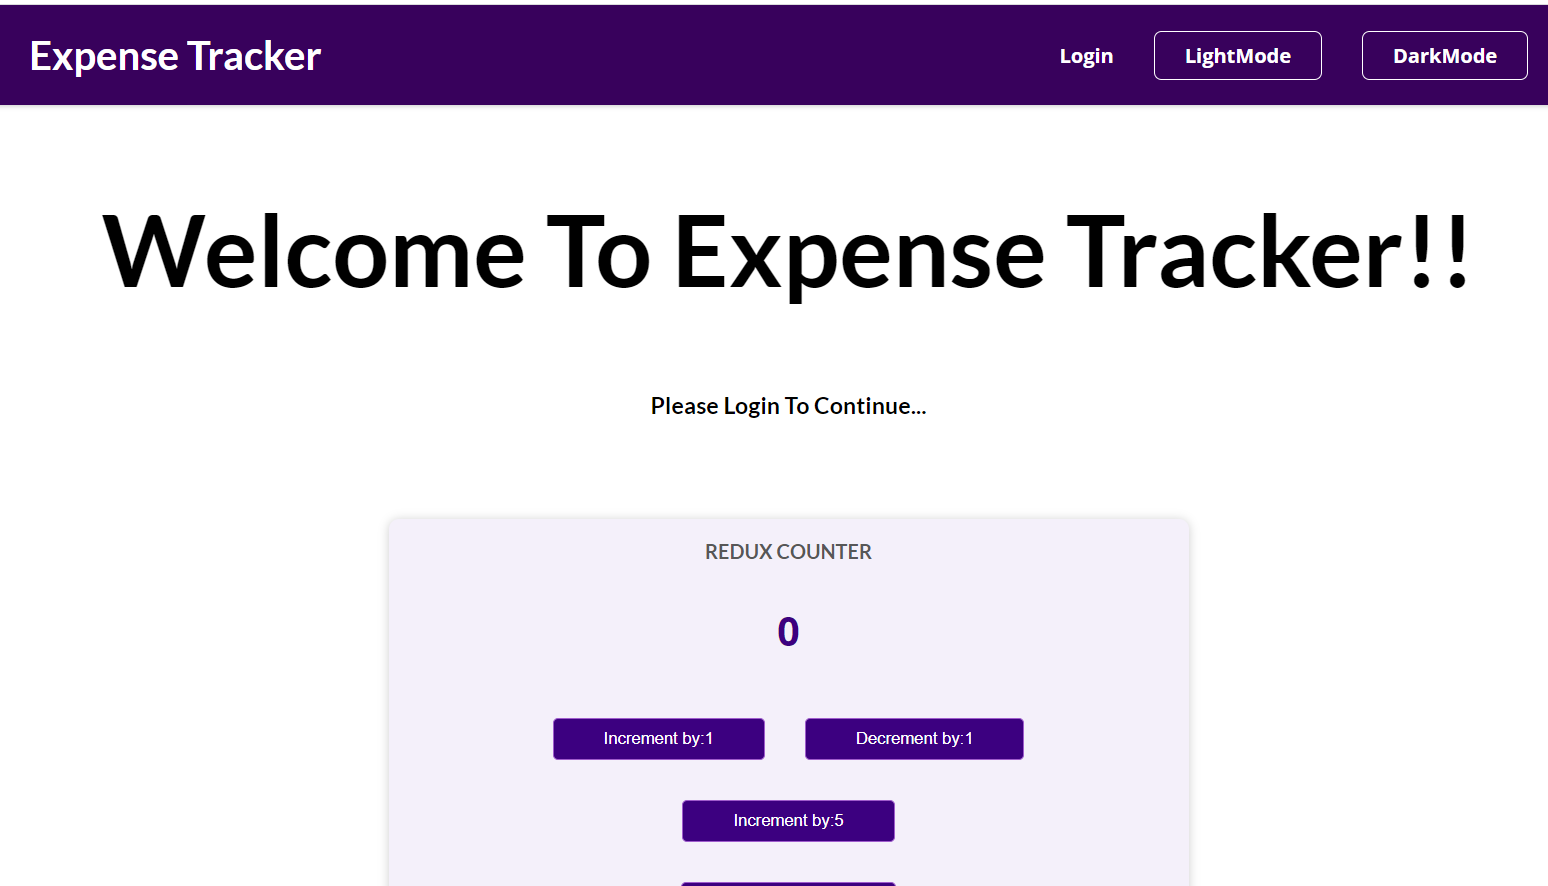 Expense Tracker
Login
LightMode
DarkMode
Welcome To Expense Tracker!!
Please Login To Continue...
REDUX COUNTER
0
Increment by:1
Decrement by:1
Increment by:5